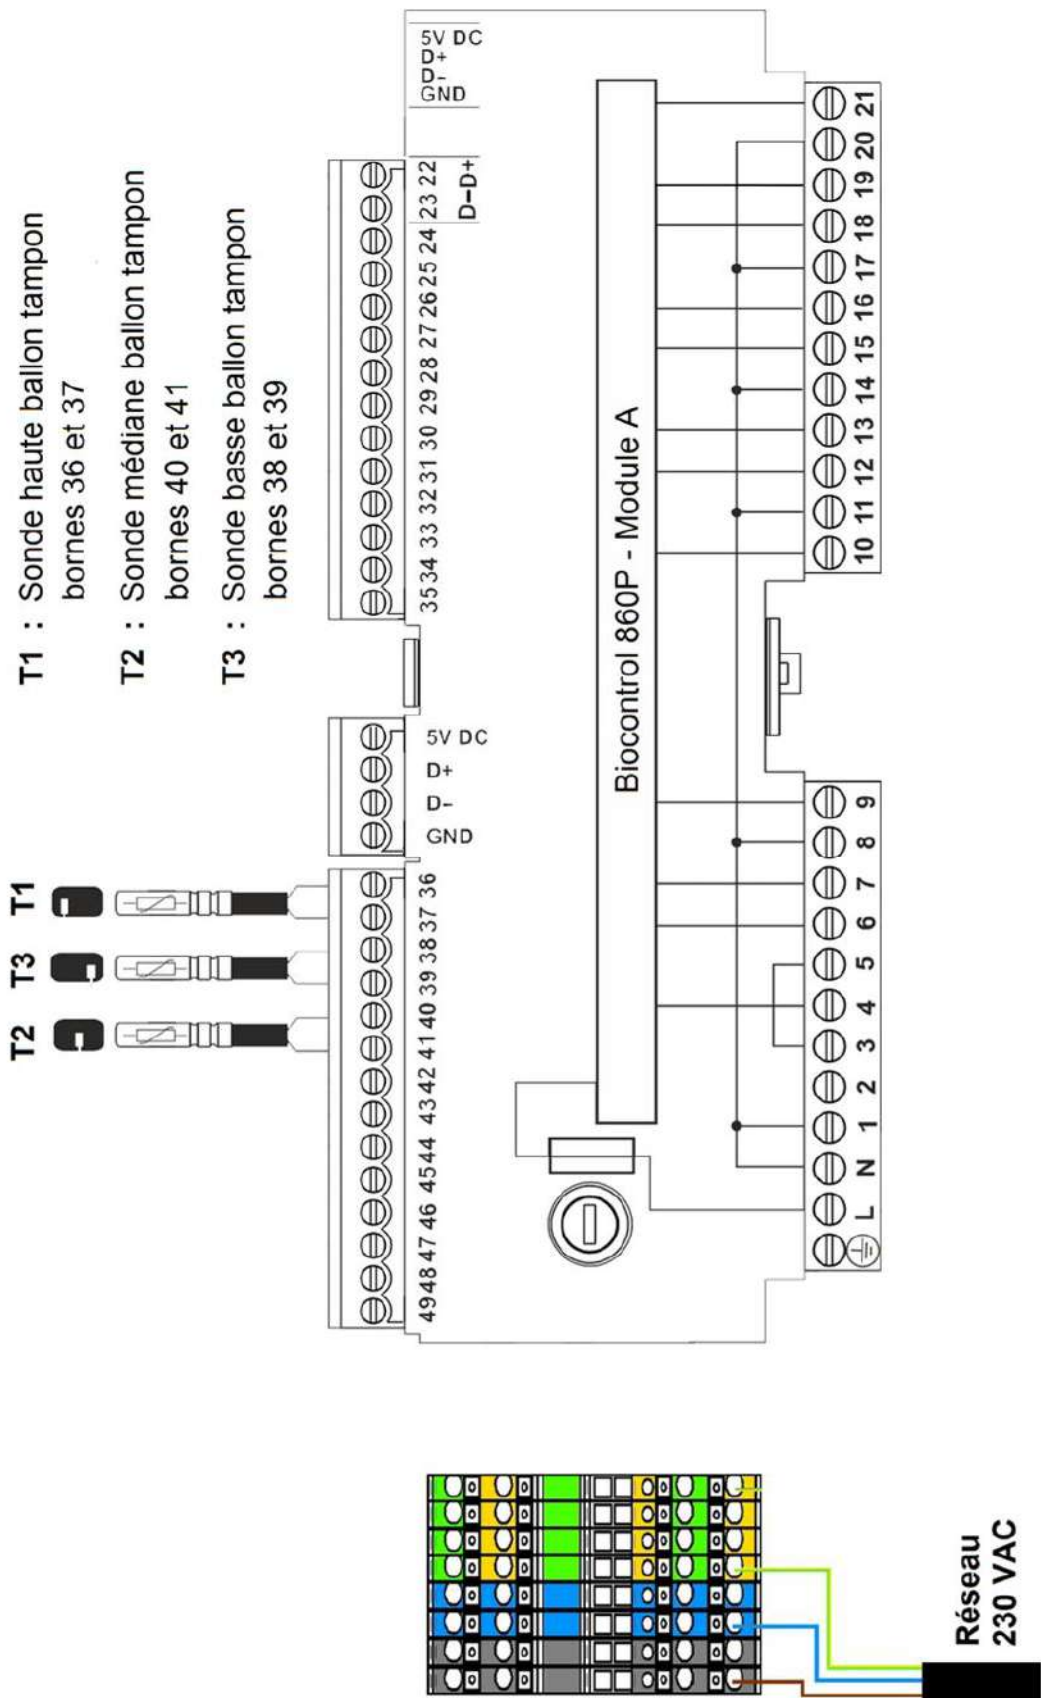 T1 : Sonde haute ballon tampon
bornes 36 et 37
T2 : Sonde médiane ballon tampon
bornes 40 et 41
T3 : Sonde basse ballon tampon
bornes 38 et 39
T2 T3 T1
49 48 47 46 45 44 43 42 41 40 39 38 37 36
GND D- D+ 5V DC
35 34 33 32 31 30 29 28 27 26 25 24 23 22
D- D+
5V DC
D+
D-
GND
Biocontrol 860P - Module A
L N 1 2 3 4 5 6 7 8 9
10 11 12 13 14 15 16 17 18 19 20 21
Réseau
230 VAC